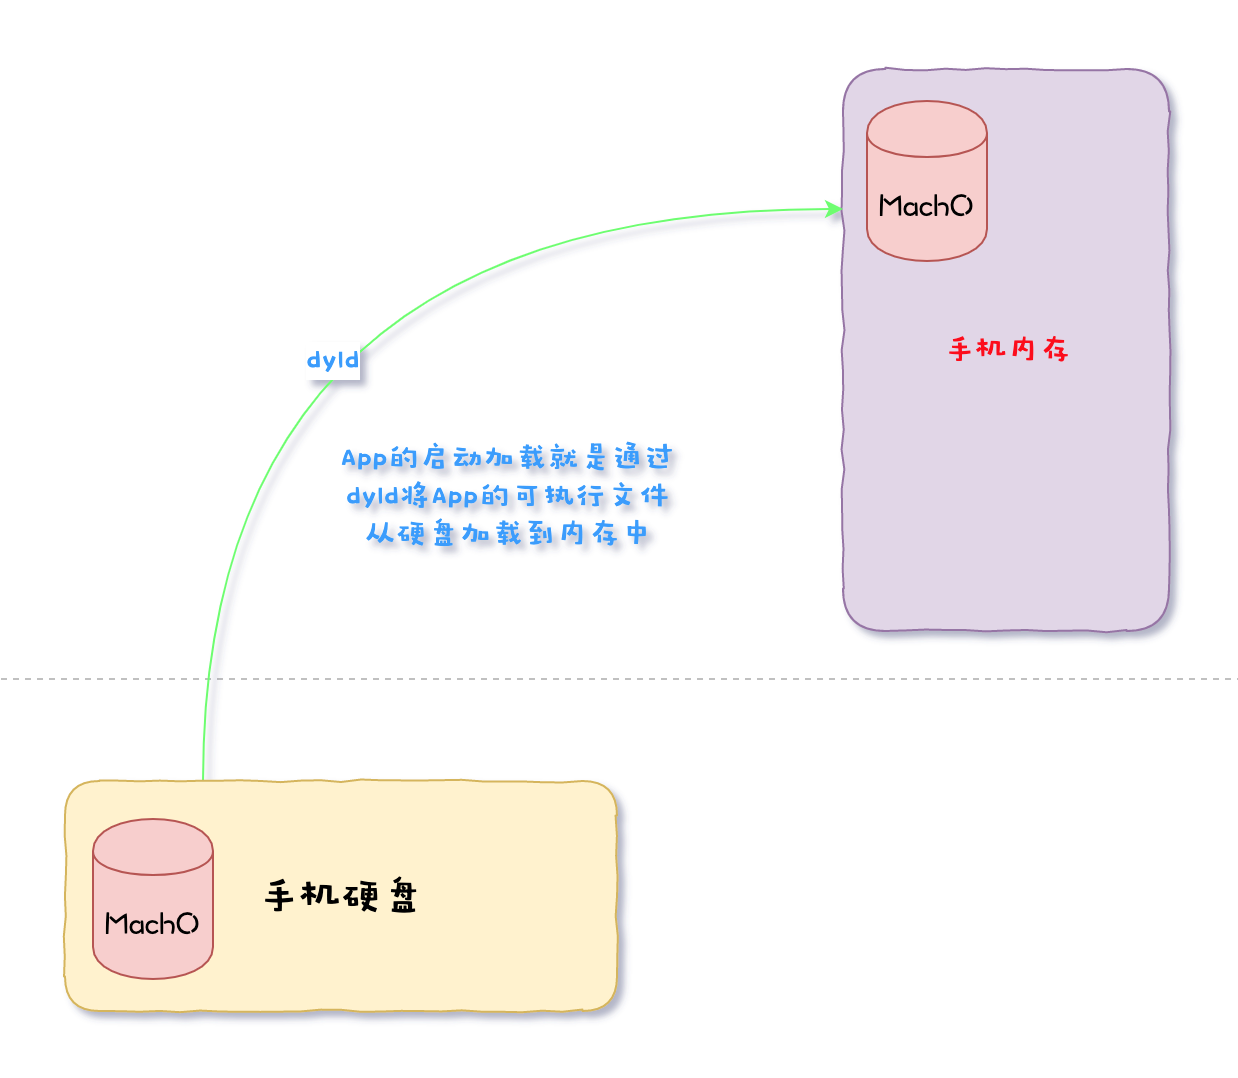 MachO
手机内存
dyld
App的启动加载就是通过
dyld将App的可执行文件
从硬盘加载到内存中
MachO
手机硬盘